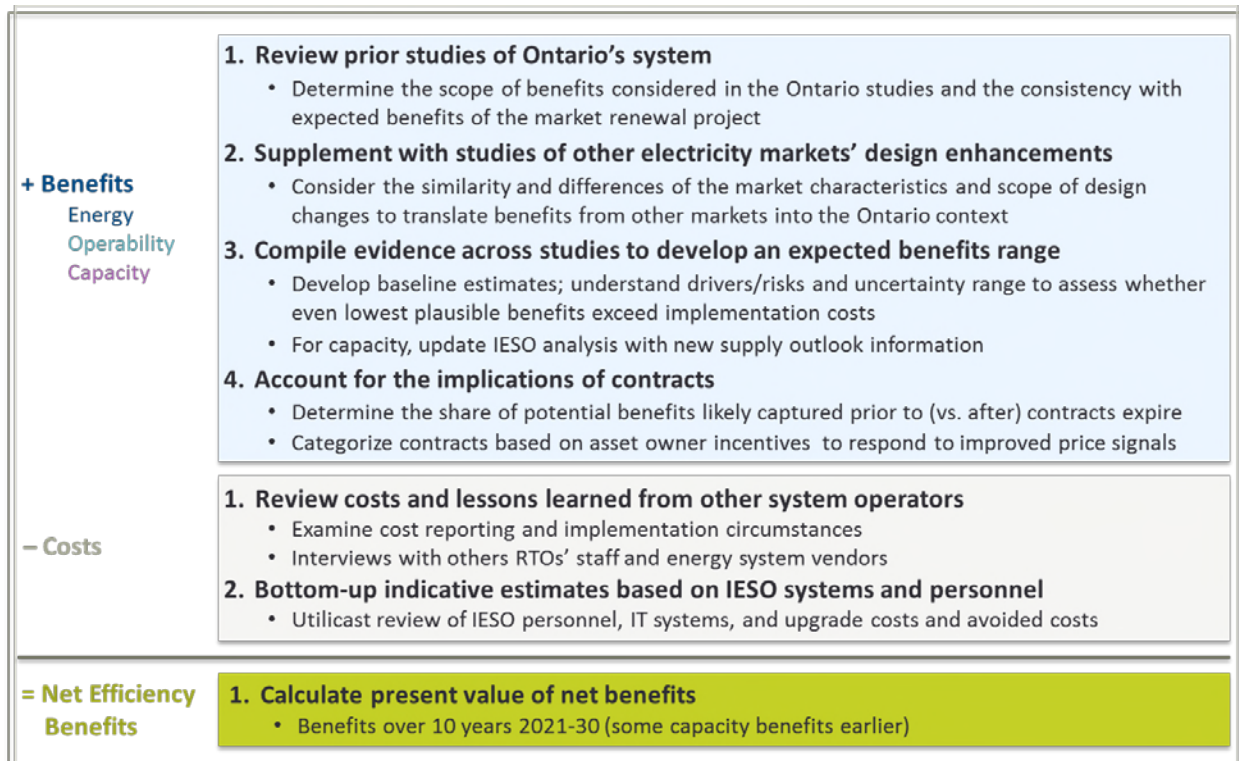 + Benefits
Energy
Operability
Capacity
1. Review prior studies of Ontario's system
• Determine the scope of benefits considered in the Ontario studies and the consistency with
expected benefits of the market renewal project
2. Supplement with studies of other electricity markets' design enhancements
• Consider the similarity and differences of the market characteristics and scope of design
changes to translate benefits from other markets into the Ontario context
3. Compile evidence across studies to develop an expected benefits range
• Develop baseline estimates; understand drivers/risks and uncertainty range to assess whether
even lowest plausible benefits exceed implementation costs
• For capacity, update IESO analysis with new supply outlook information
4. Account for the implications of contracts
• Determine the share of potential benefits likely captured prior to (vs. after) contracts expire
• Categorize contracts based on asset owner incentives to respond to improved price signals
– Costs
1. Review costs and lessons learned from other system operators
• Examine cost reporting and implementation circumstances
• Interviews with others RTOs' staff and energy system vendors
2. Bottom-up indicative estimates based on IESO systems and personnel
• Utilicast review of IESO personnel, IT systems, and upgrade costs and avoided costs
= Net Efficiency
Benefits
1. Calculate present value of net benefits
• Benefits over 10 years 2021-30 (some capacity benefits earlier)